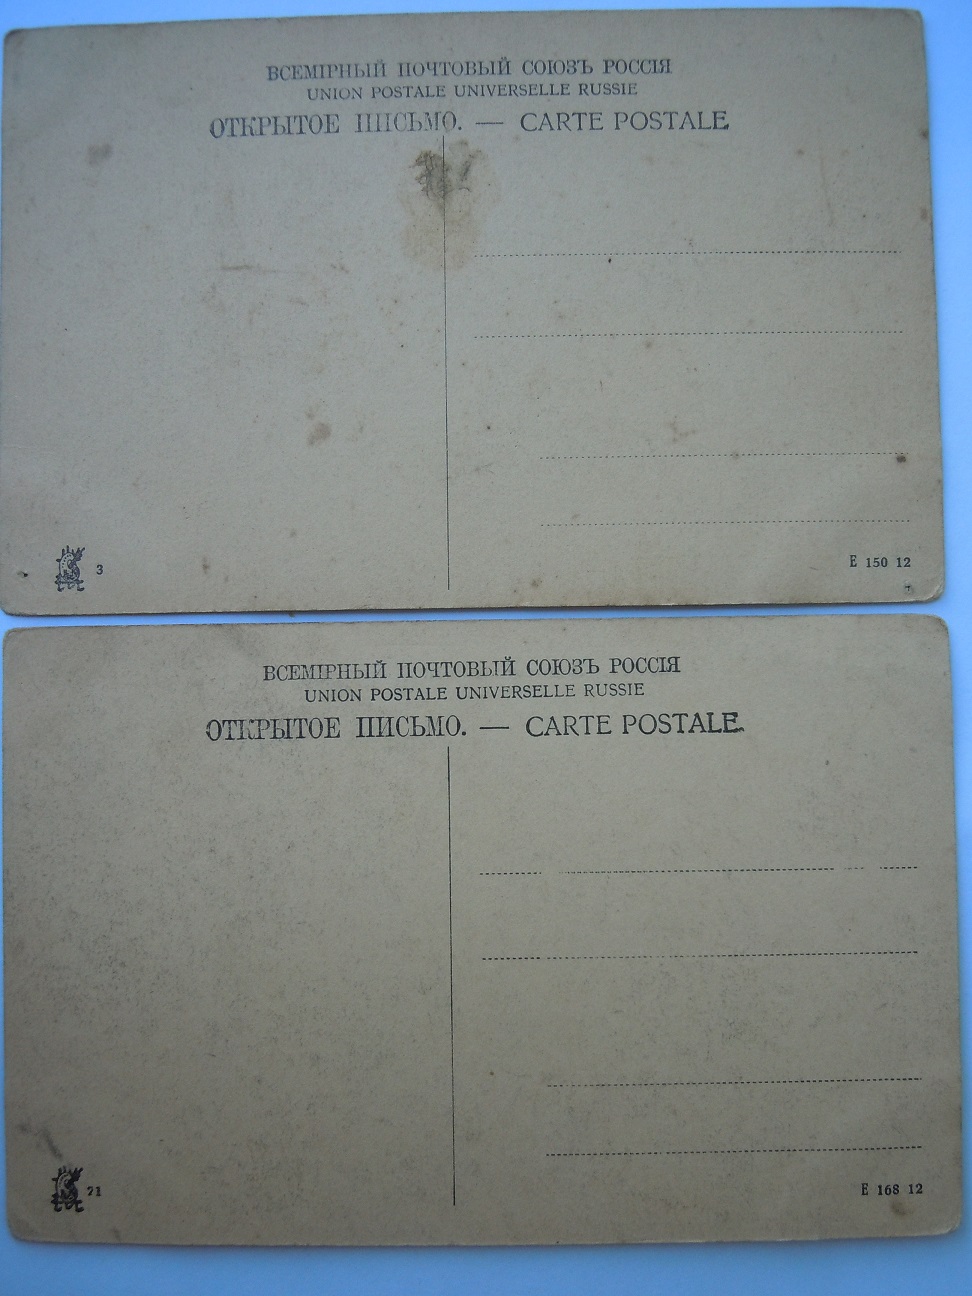 ВСЕМІРНЫЙ ПОЧТОВЫЙ СОЮЗЪ РОССІЯ
UNION POSTALE UNIVERSELLE RUSSIE
ОТКРЫТОЕ ПИСЬМО. — CARTE POSTALE
3
E 150 12
ВСЕМІРНЫЙ ПОЧТОВЫЙ СОЮЗЪ РОССІЯ
UNION POSTALE UNIVERSELLE RUSSIE
ОТКРЫТОЕ ПИСЬМО. — CARTE POSTALE.
71
E 168 12